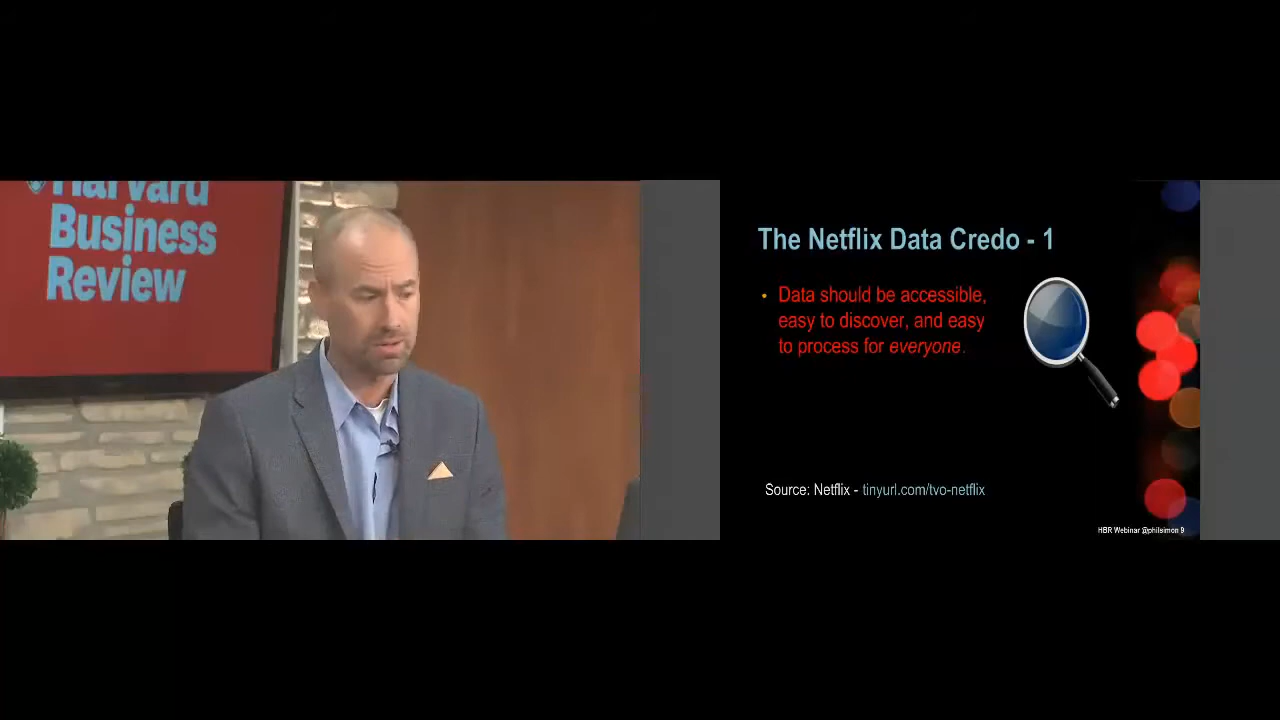 Harvard
Business
Review
The Netflix Data Credo - 1
• Data should be accessible,
easy to discover, and easy
to process for everyone.
Source: Netflix - tinyurl.com/tvo-netflix
HBR Webinar @philsimon 9